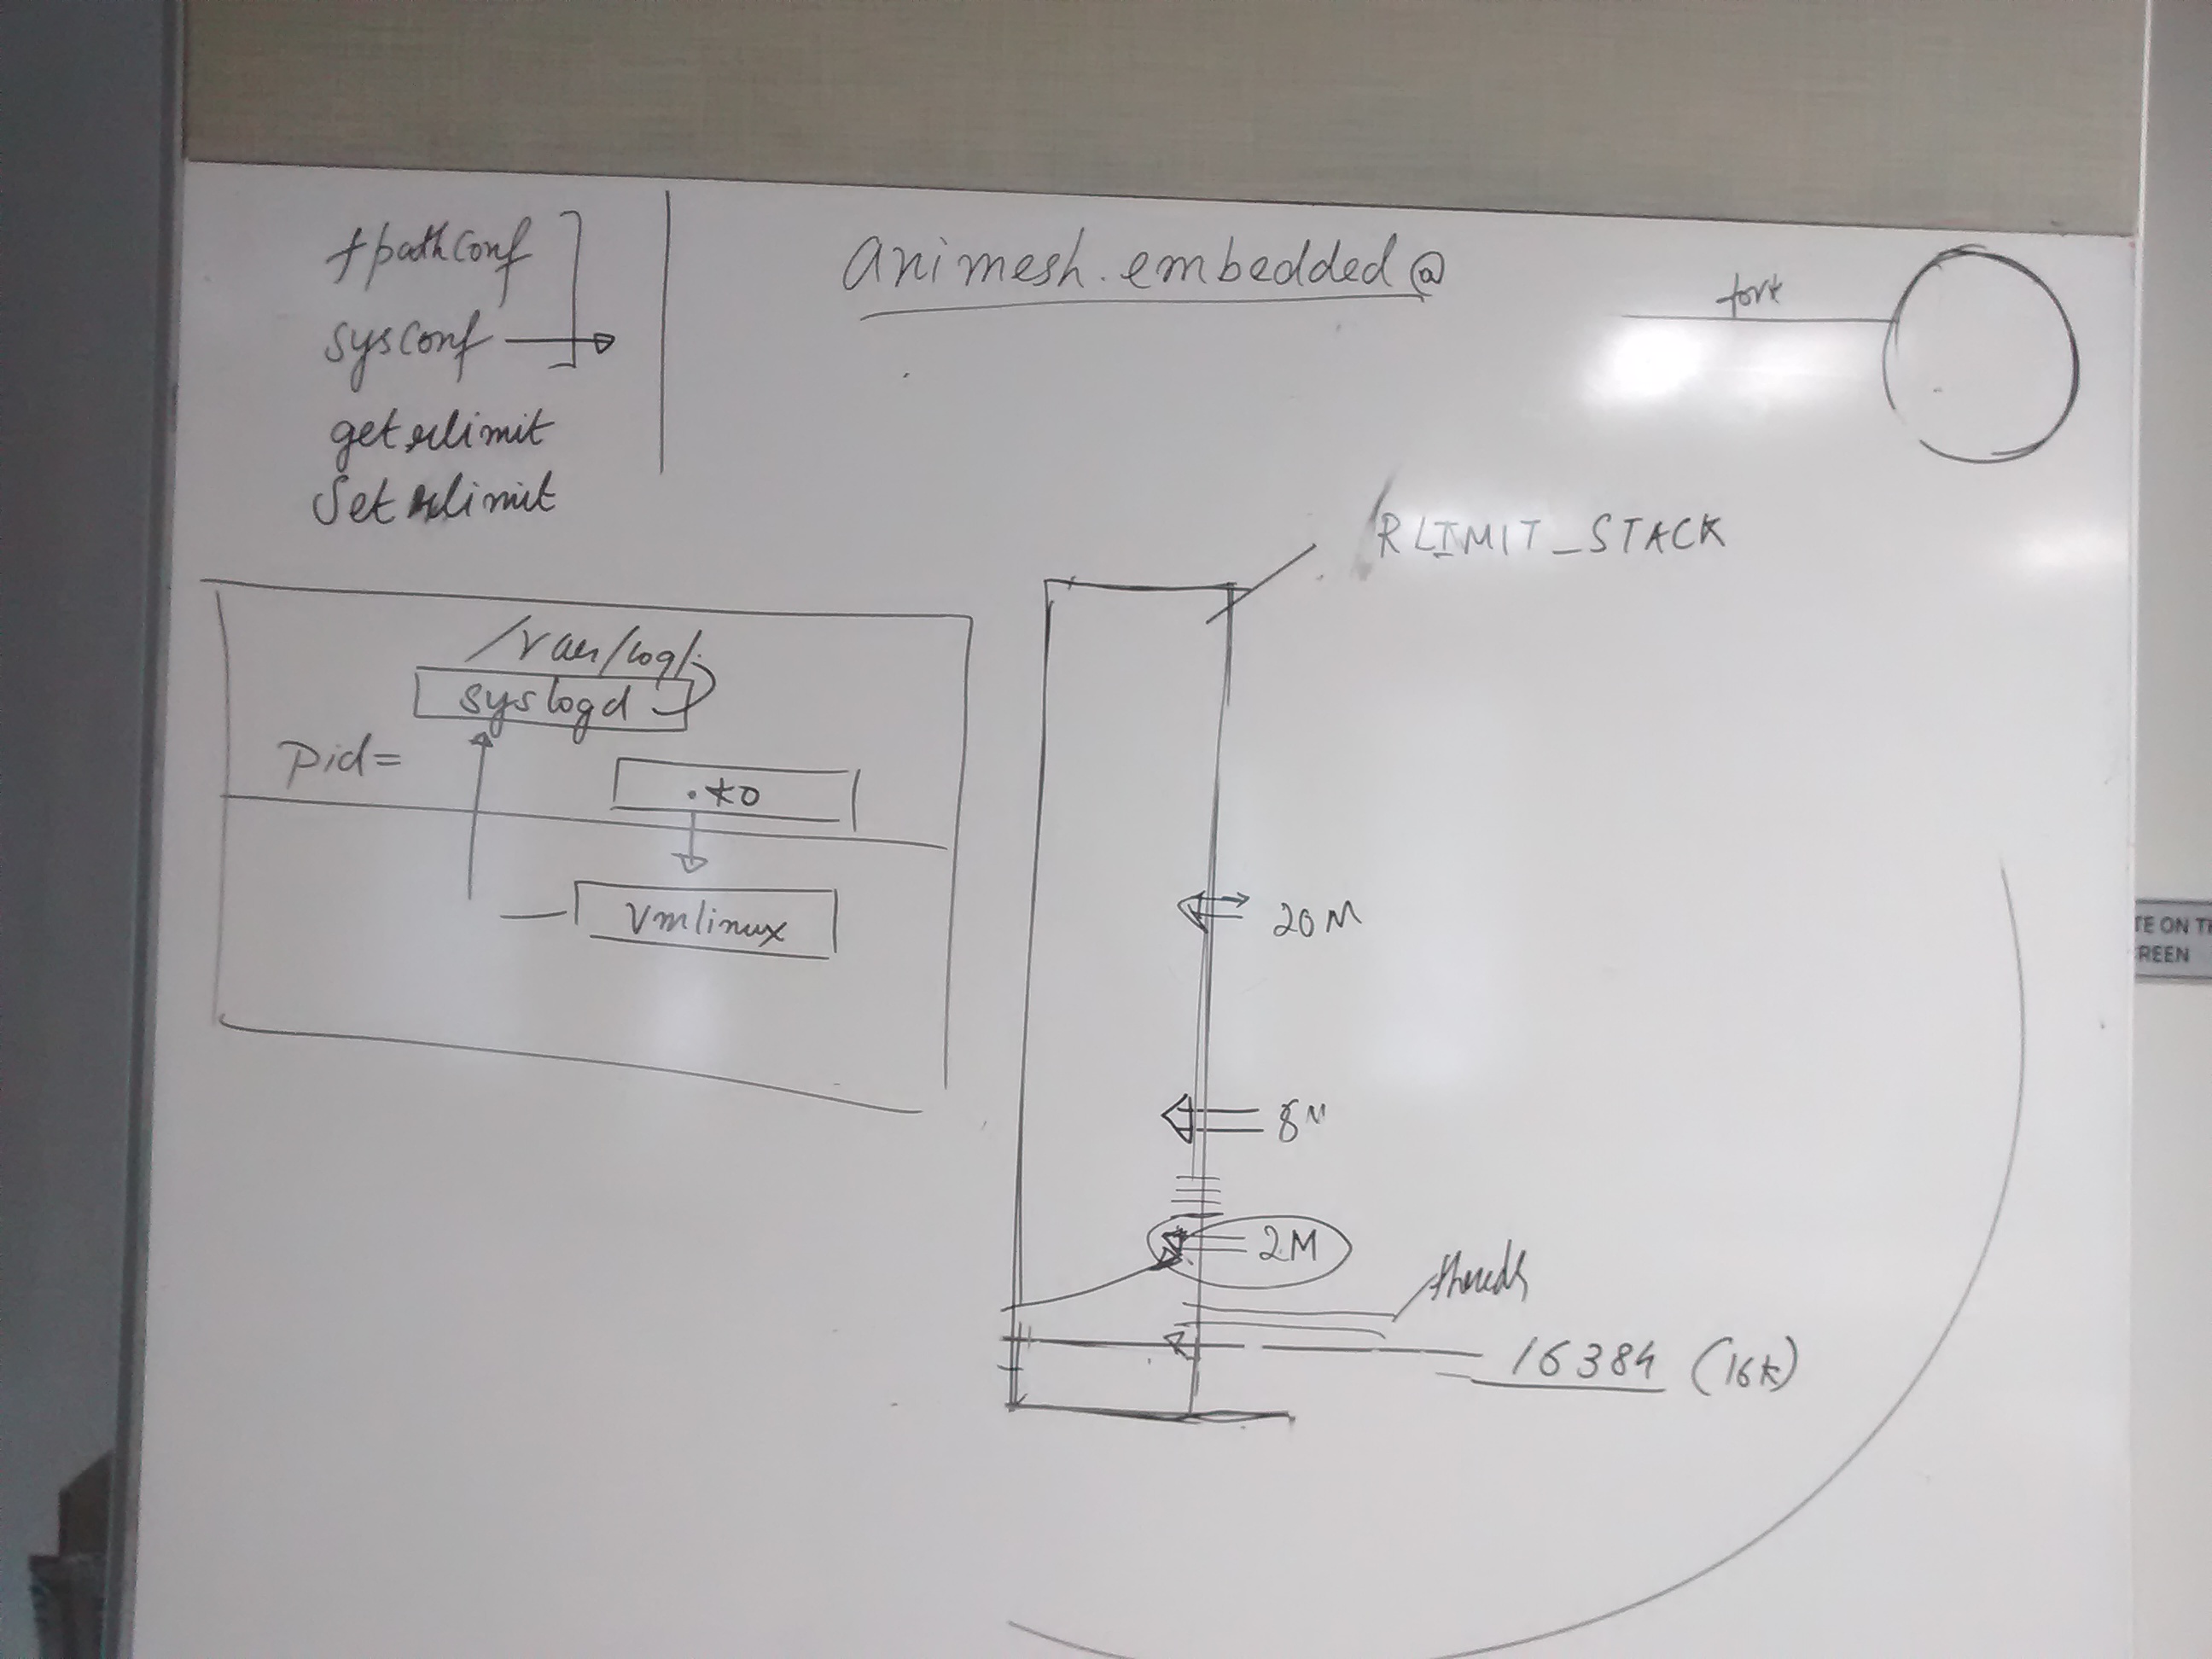 fpathconf
sysconf
getrlimit
Setrlimit
animesh.embedded@
fork
RLIMIT_STACK
/var/log/
syslogd
pid=
.ko
vmlinux
20M
8M
2M
threads
16384 (16k)
TE ON TH
REEN